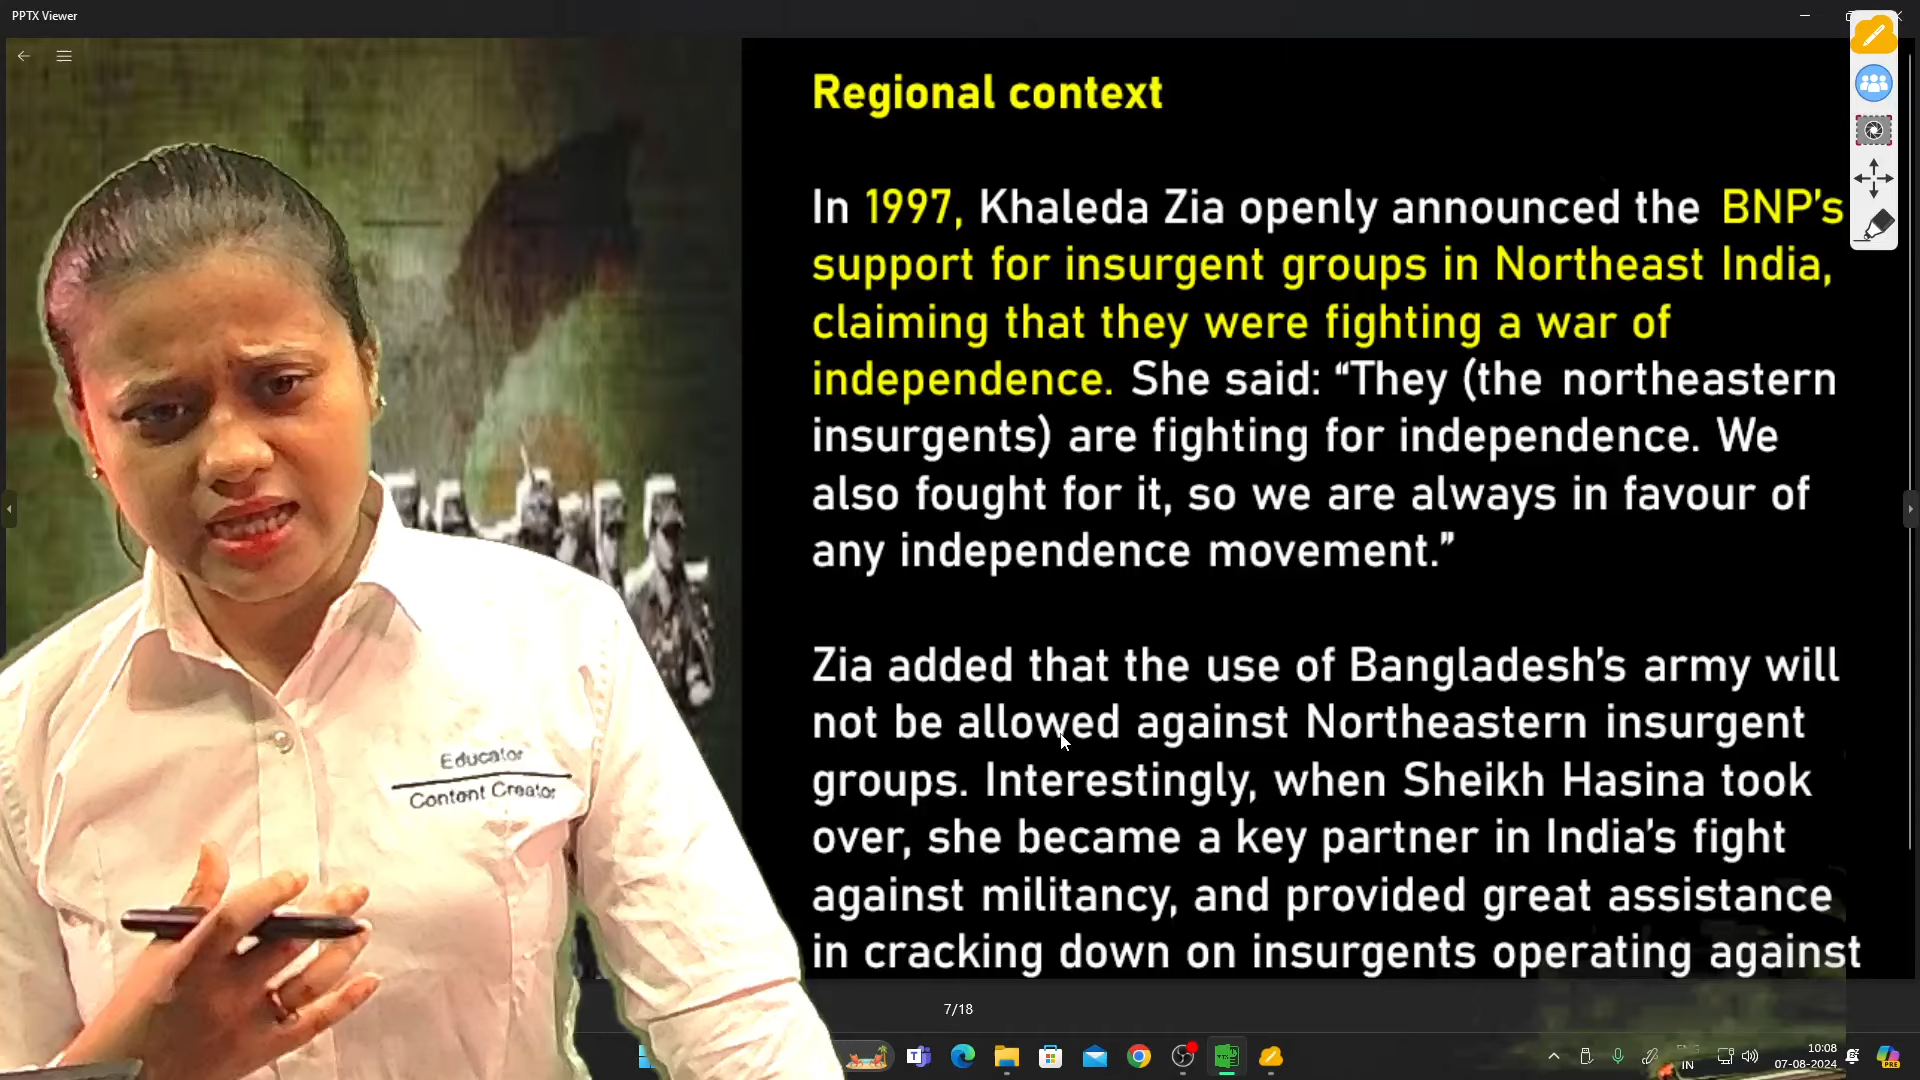 PPTX Viewer
Regional context
In 1997, Khaleda Zia openly announced the BNP's
support for insurgent groups in Northeast India,
claiming that they were fighting a war of
independence. She said: “They (the northeastern
insurgents) are fighting for independence. We
also fought for it, so we are always in favour of
any independence movement.”
Zia added that the use of Bangladesh's army will
not be allowed against Northeastern insurgent
groups. Interestingly, when Sheikh Hasina took
over, she became a key partner in India's fight
against militancy, and provided great assistance
in cracking down on insurgents operating against
Educator
Content Creator
7/18
IN
10:08
07-08-2024
PRE